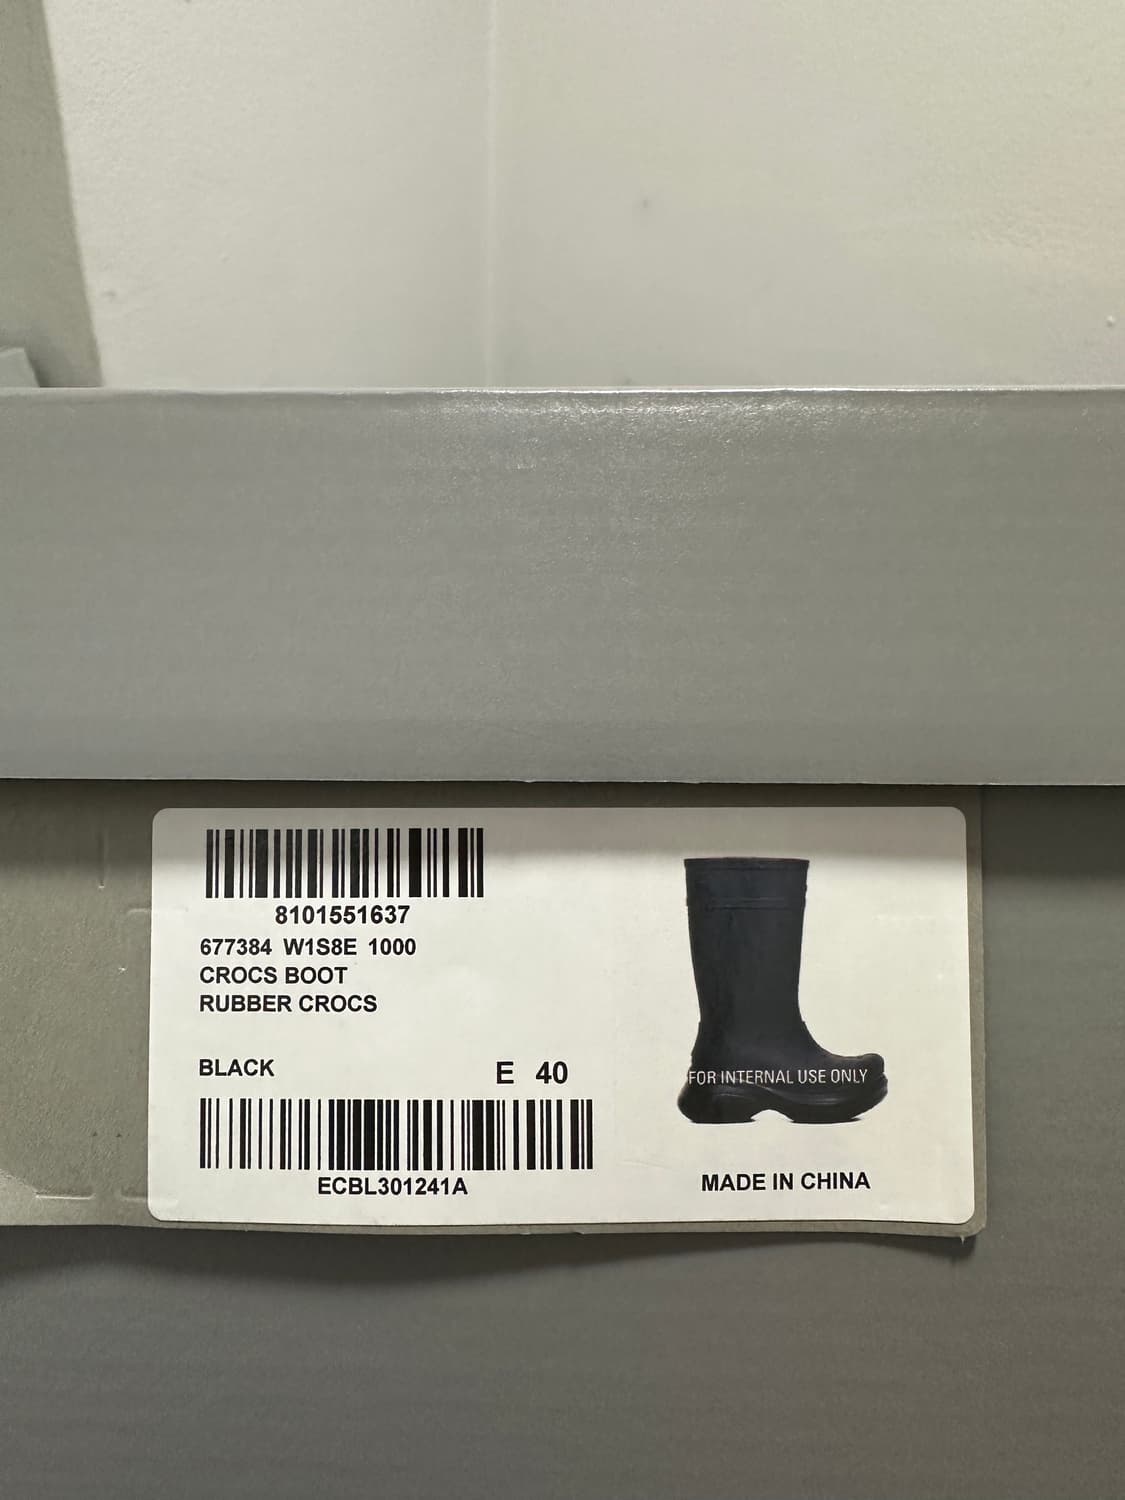 8101551637
677384 W1S8E 1000
CROCS BOOT
RUBBER CROCS
BLACK
E 40
ECBL301241A
FOR INTERNAL USE ONLY
MADE IN CHINA